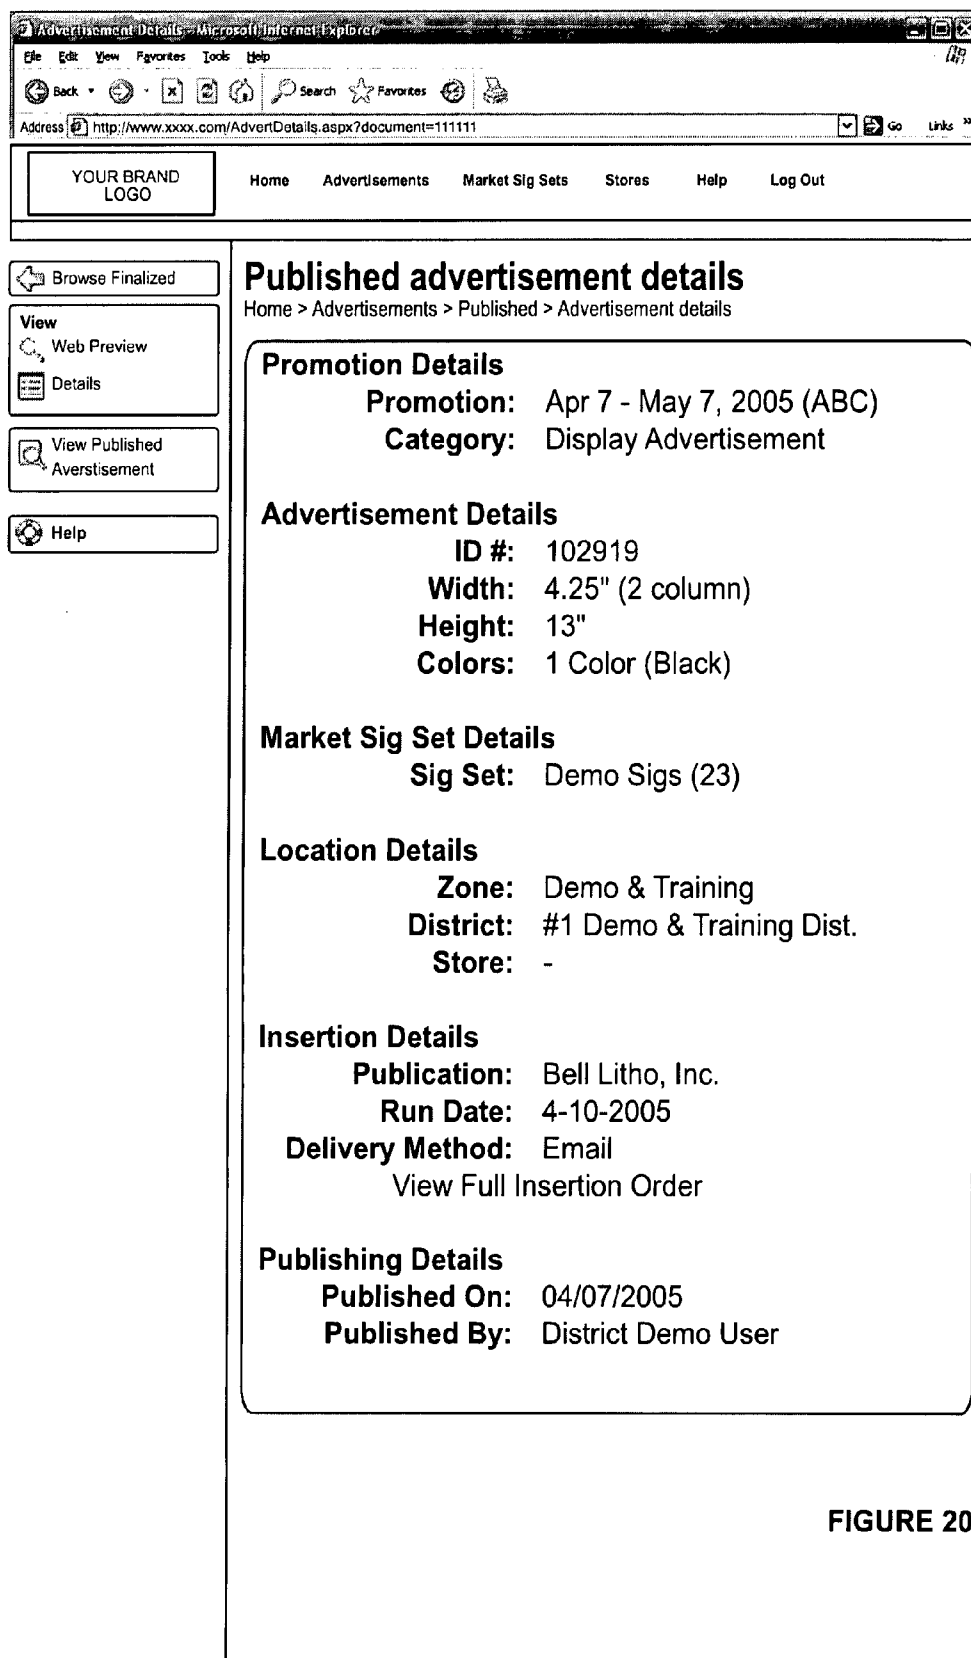 Advertisement Details - Microsoft Internet Explorer
File Edit View Favorites Tools Help
Back Search Favorites
Address http://www.xxxx.com/AdvertDetails.aspx?document=111111 Go Links »
YOUR BRAND
LOGO
Home Advertisements Market Sig Sets Stores Help Log Out
Browse Finalized
View
Web Preview
Details
View Published
Averstisement
Help
Published advertisement details
Home > Advertisements > Published > Advertisement details
Promotion Details
Promotion: Apr 7 - May 7, 2005 (ABC)
Category: Display Advertisement
Advertisement Details
ID #: 102919
Width: 4.25" (2 column)
Height: 13"
Colors: 1 Color (Black)
Market Sig Set Details
Sig Set: Demo Sigs (23)
Location Details
Zone: Demo & Training
District: #1 Demo & Training Dist.
Store: -
Insertion Details
Publication: Bell Litho, Inc.
Run Date: 4-10-2005
Delivery Method: Email
View Full Insertion Order
Publishing Details
Published On: 04/07/2005
Published By: District Demo User
FIGURE 20